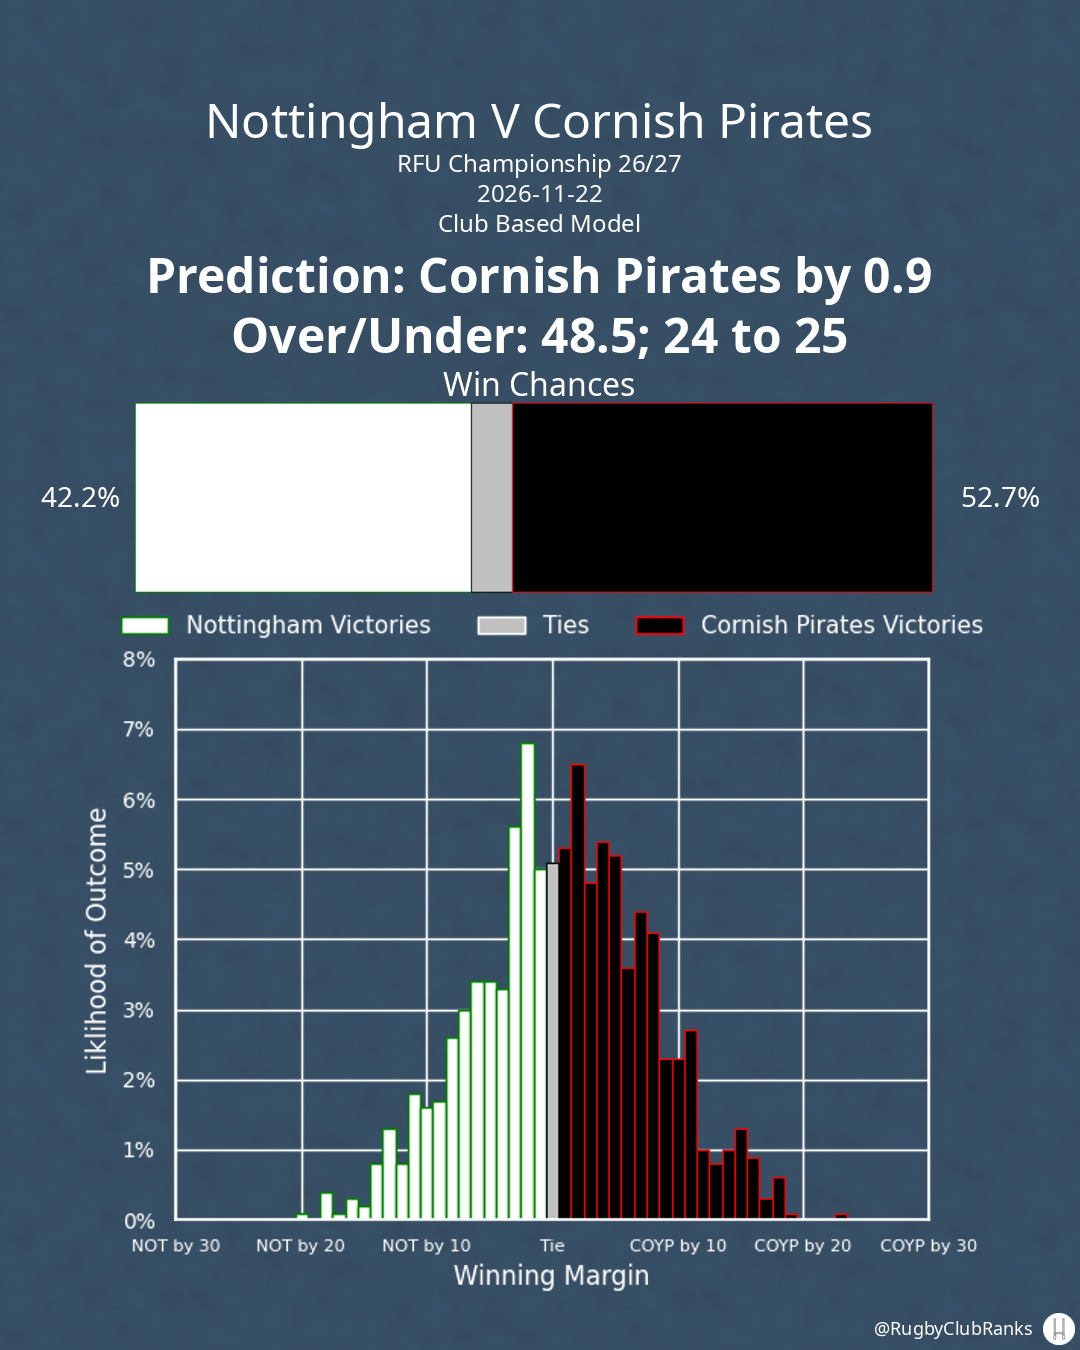 Nottingham V Cornish Pirates
RFU Championship 26/27
2026-11-22
Club Based Model
Prediction: Cornish Pirates by 0.9
Over/Under: 48.5; 24 to 25
Win Chances
42.2%
52.7%
Nottingham Victories
Ties
Cornish Pirates Victories
8%
7%
6%
5%
4%
3%
2%
1%
0%
Liklihood of Outcome
NOT by 30
NOT by 20
NOT by 10
Tie
COYP by 10
COYP by 20
COYP by 30
Winning Margin
@RugbyClubRanks